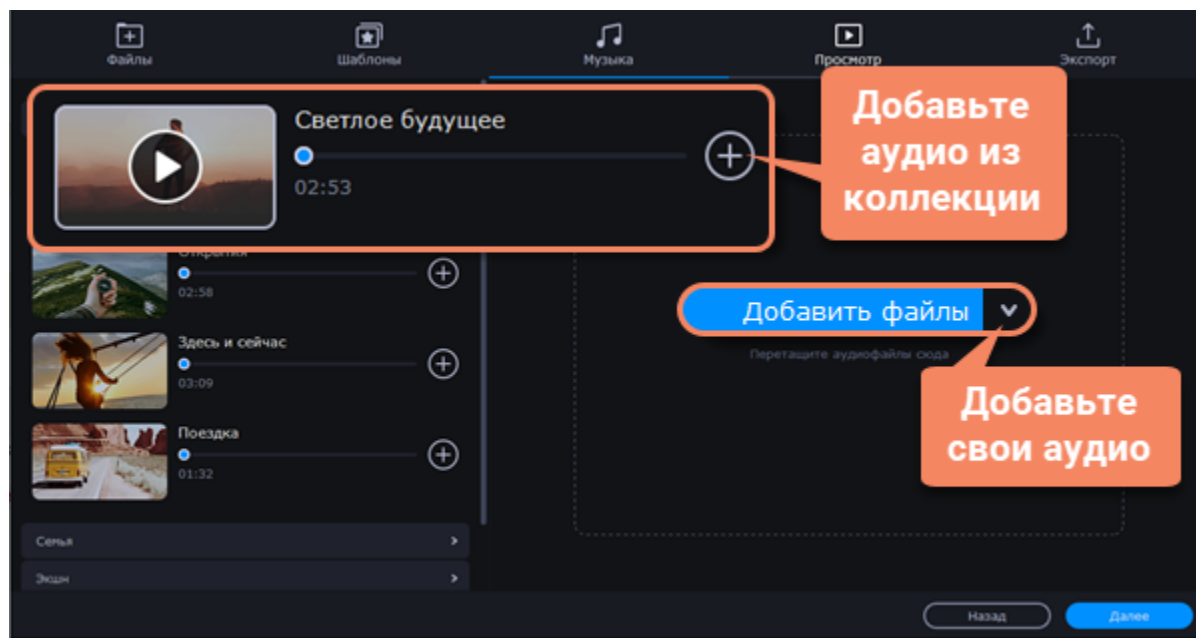 Файлы
Шаблоны
Музыка
Просмотр
Экспорт
Светлое будущее
02:53
Добавьте
аудио из
коллекции
Открытия
02:58
Здесь и сейчас
03:09
Поездка
01:32
Семья
Экшн
Добавить файлы
Перетащите аудиофайлы сюда
Добавьте
свои аудио
Назад
Далее